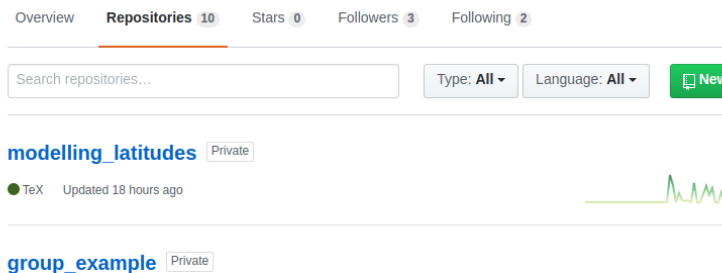 Overview Repositories 10 Stars 0 Followers 3 Following 2
Search repositories... Type: All Language: All New
modelling_latitudes Private
TeX Updated 18 hours ago
group_example Private